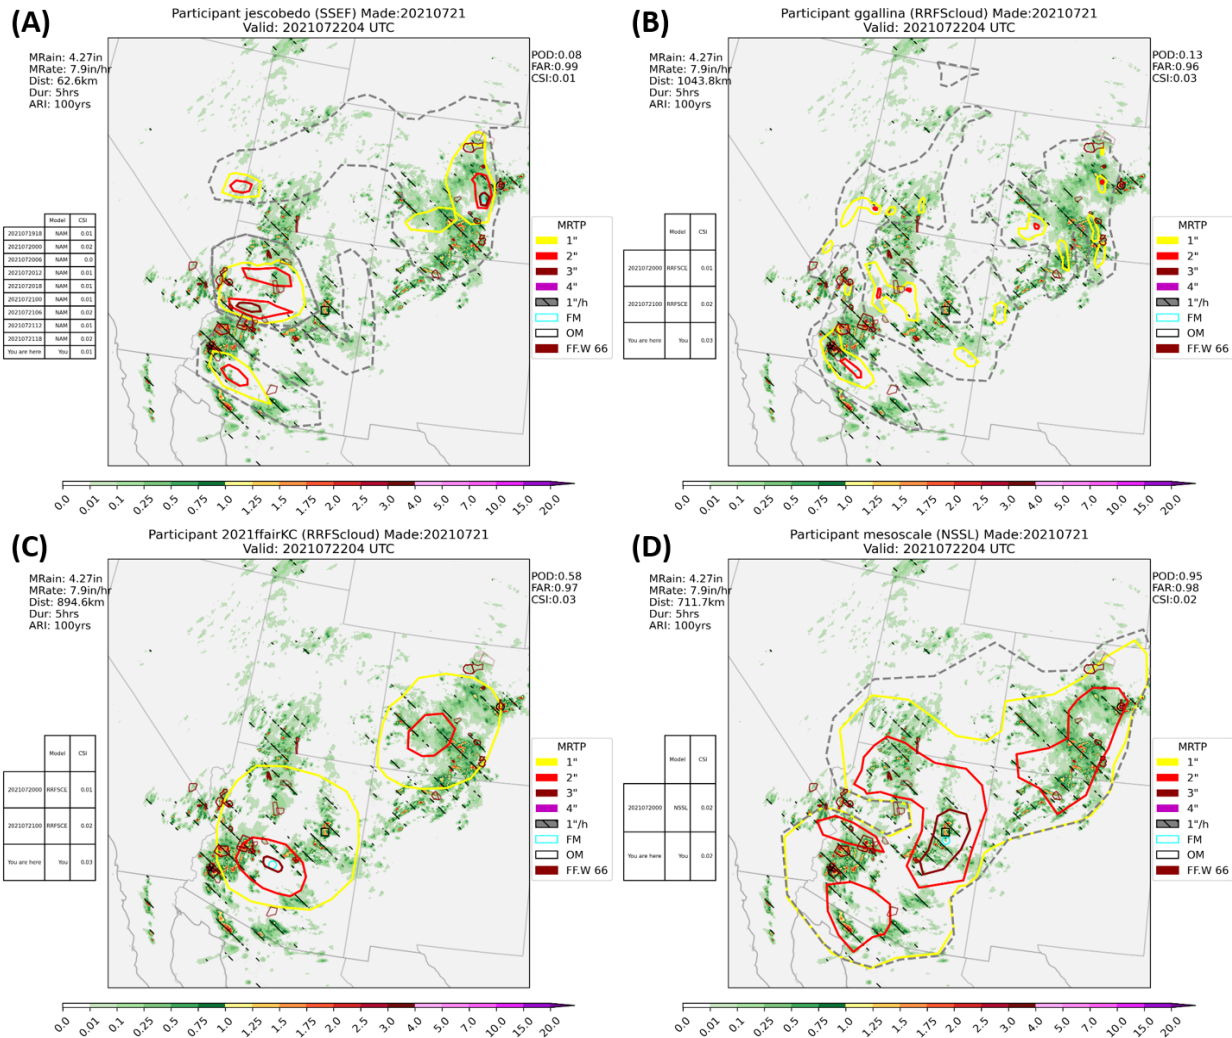 (A)
Participant jescobedo (SSEF) Made:20210721
Valid: 2021072204 UTC
MRain: 4.27in
MRate: 7.9in/hr
Dist: 62.6km
Dur: 5hrs
ARI: 100yrs
POD:0.08
FAR:0.99
CSI:0.01
Model CSI
2021071918 NAM 0.01
2021072000 NAM 0.02
2021072006 NAM 0.0
2021072012 NAM 0.01
2021072018 NAM 0.01
2021072100 NAM 0.01
2021072106 NAM 0.02
2021072112 NAM 0.01
2021072118 NAM 0.02
You are here You 0.01
MRTP
1"
2"
3"
4"
1"/h
FM
OM
FF.W 66
0.0 0.01 0.1 0.25 0.5 0.75 1.0 1.25 1.5 1.75 2.0 2.5 3.0 4.0 5.0 7.0 10.0 15.0 20.0
(B)
Participant ggallina (RRFScloud) Made:20210721
Valid: 2021072204 UTC
MRain: 4.27in
MRate: 7.9in/hr
Dist: 1043.8km
Dur: 5hrs
ARI: 100yrs
POD:0.13
FAR:0.96
CSI:0.03
Model CSI
2021072000 RRFSCE 0.01
2021072100 RRFSCE 0.02
You are here You 0.03
MRTP
1"
2"
3"
4"
1"/h
FM
OM
FF.W 66
0.0 0.01 0.1 0.25 0.5 0.75 1.0 1.25 1.5 1.75 2.0 2.5 3.0 4.0 5.0 7.0 10.0 15.0 20.0
(C)
Participant 2021ffairKC (RRFScloud) Made:20210721
Valid: 2021072204 UTC
MRain: 4.27in
MRate: 7.9in/hr
Dist: 894.6km
Dur: 5hrs
ARI: 100yrs
POD:0.58
FAR:0.97
CSI:0.03
Model CSI
2021072000 RRFSCE 0.01
2021072100 RRFSCE 0.02
You are here You 0.03
MRTP
1"
2"
3"
4"
1"/h
FM
OM
FF.W 66
0.0 0.01 0.1 0.25 0.5 0.75 1.0 1.25 1.5 1.75 2.0 2.5 3.0 4.0 5.0 7.0 10.0 15.0 20.0
(D)
Participant mesoscale (NSSL) Made:20210721
Valid: 2021072204 UTC
MRain: 4.27in
MRate: 7.9in/hr
Dist: 711.7km
Dur: 5hrs
ARI: 100yrs
POD:0.95
FAR:0.98
CSI:0.02
Model CSI
2021072000 NSSL 0.02
You are here You 0.02
MRTP
1"
2"
3"
4"
1"/h
FM
OM
FF.W 66
0.0 0.01 0.1 0.25 0.5 0.75 1.0 1.25 1.5 1.75 2.0 2.5 3.0 4.0 5.0 7.0 10.0 15.0 20.0